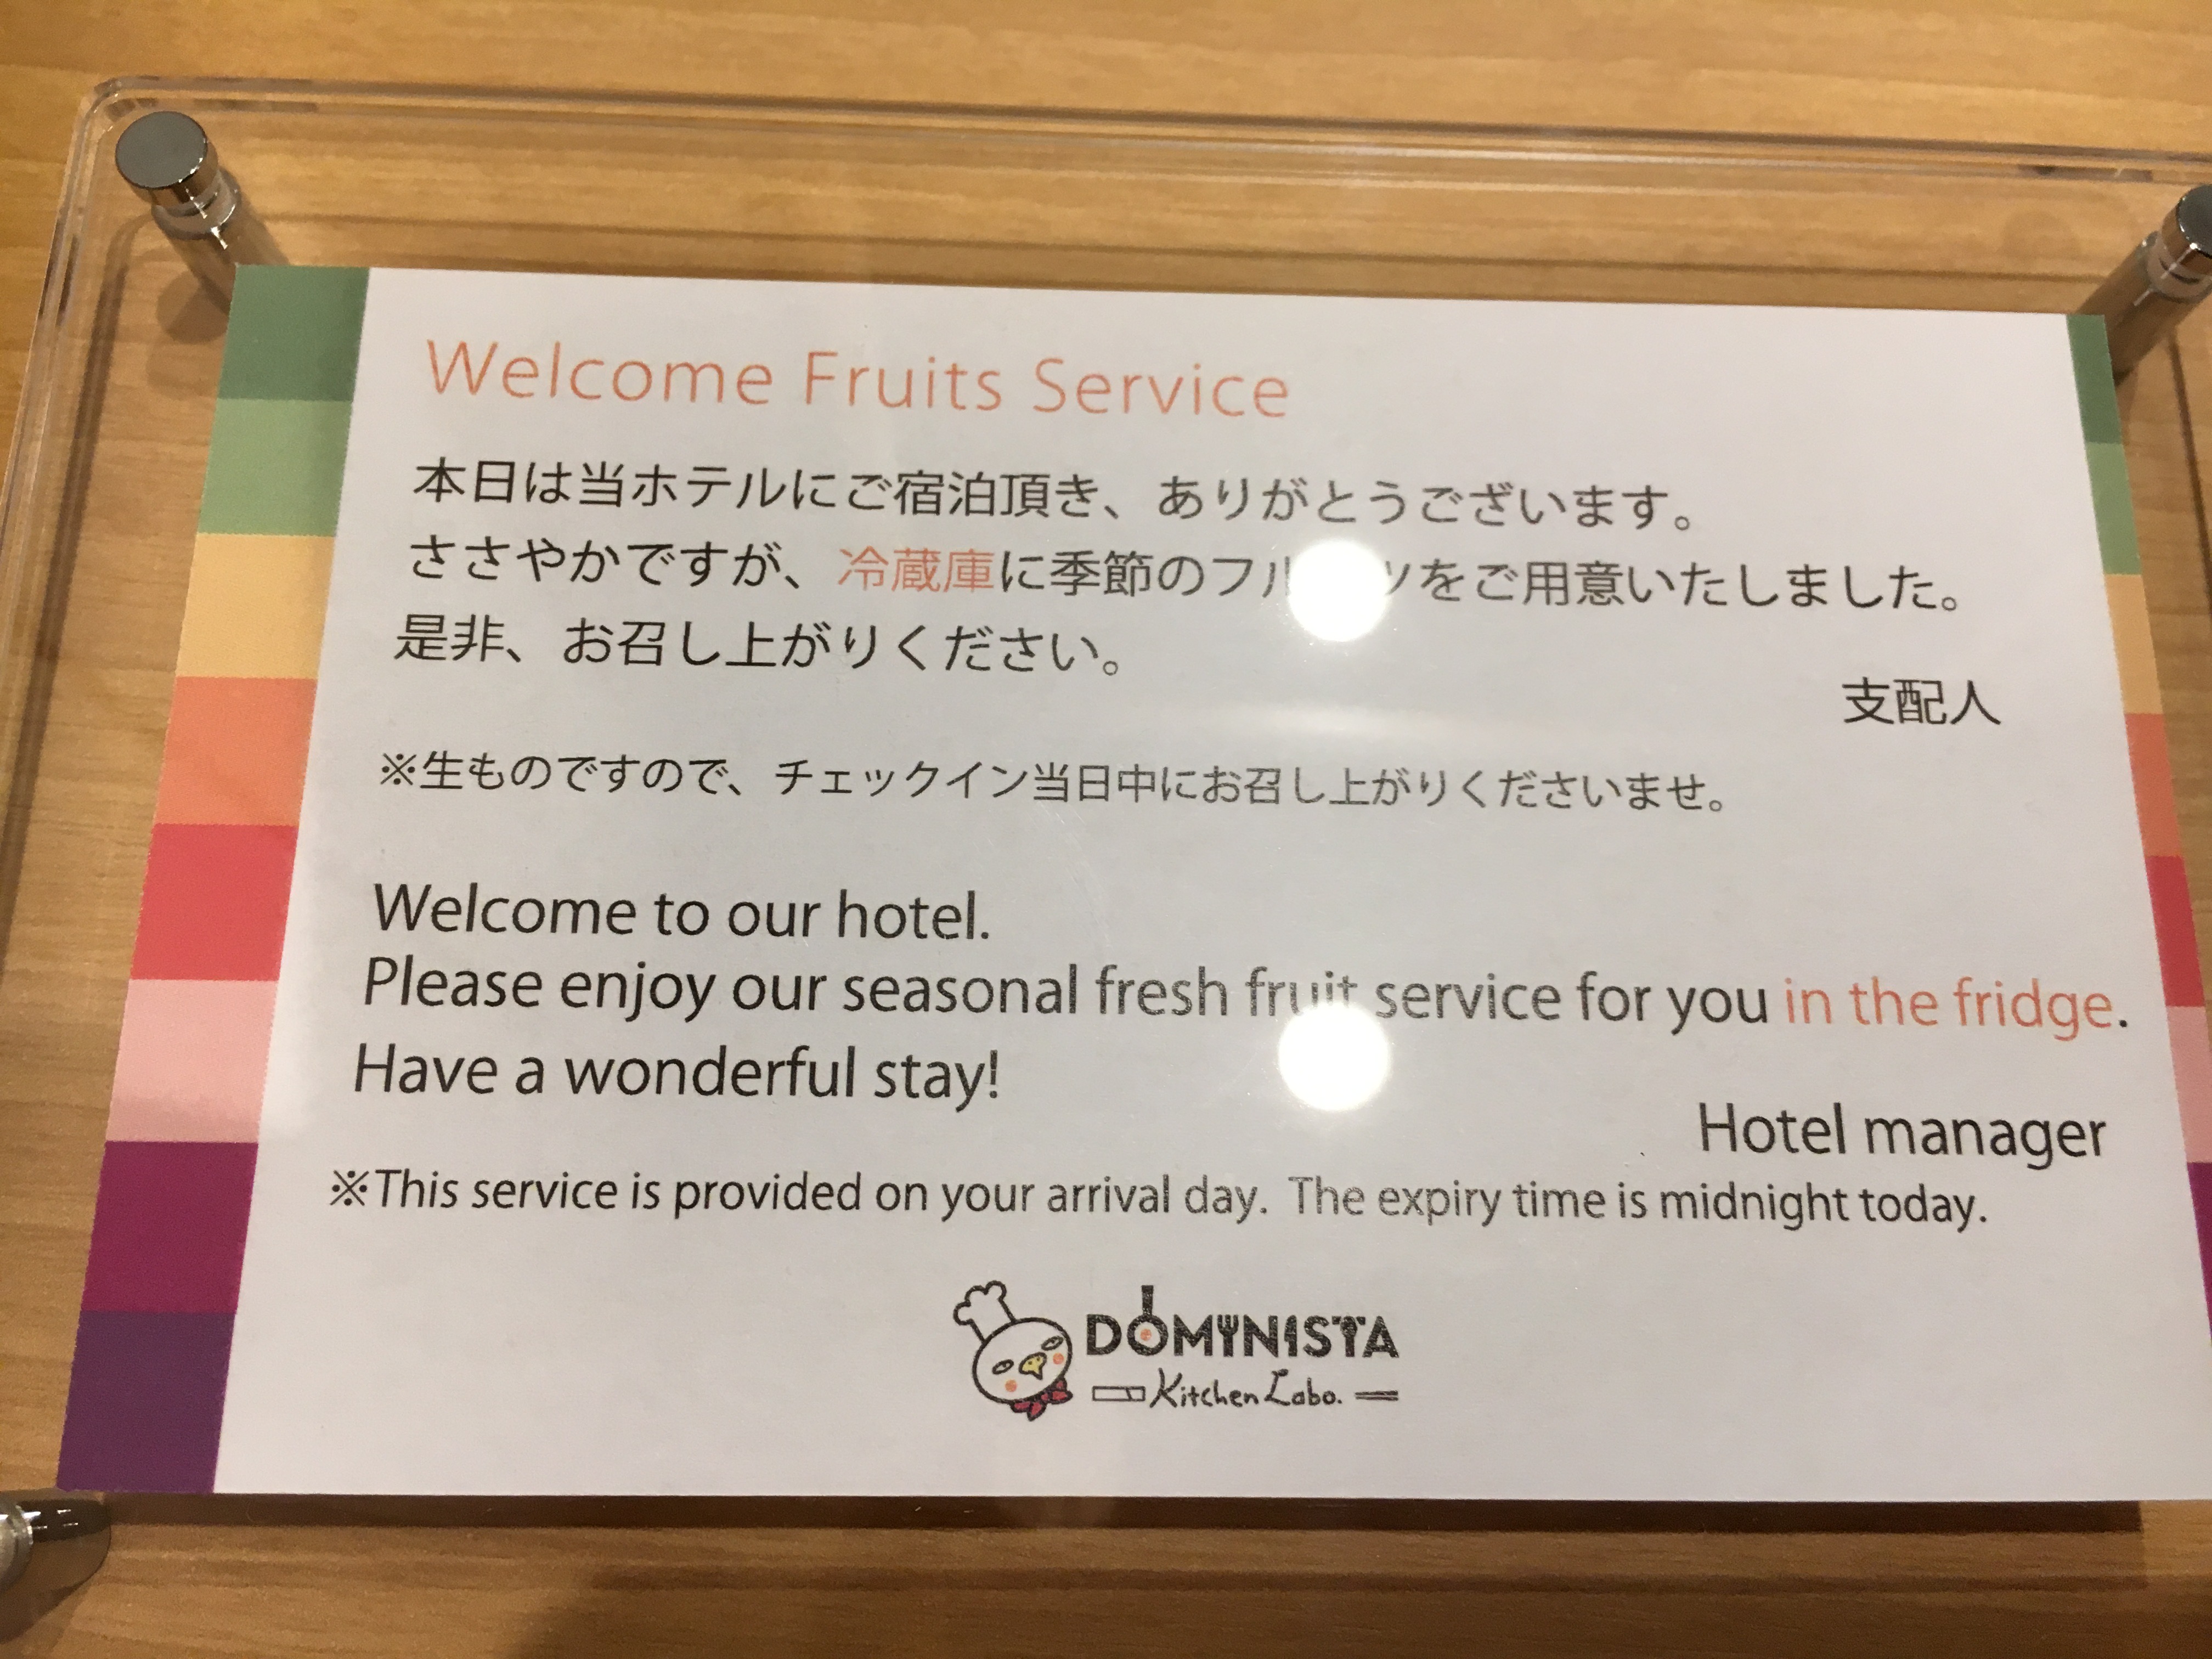 Welcome Fruits Service
本日は当ホテルにご宿泊頂き、ありがとうございます。
ささやかですが、冷蔵庫に季節のフルーツをご用意いたしました。
是非、お召し上がりください。
支配人
※生ものですので、チェックイン当日中にお召し上がりくださいませ。
Welcome to our hotel.
Please enjoy our seasonal fresh fruit service for you in the fridge.
Have a wonderful stay!
Hotel manager
※This service is provided on your arrival day. The expiry time is midnight today.
DOMINISTA
Kitchen Labo.